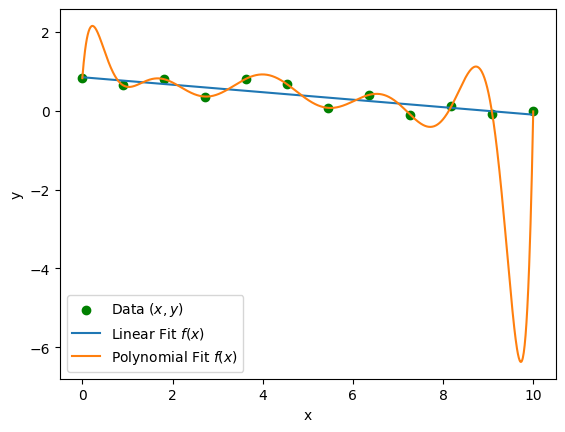 2
0
−2
−4
−6
y
Data (x, y)
Linear Fit f(x)
Polynomial Fit f(x)
0 2 4 6 8 10
x